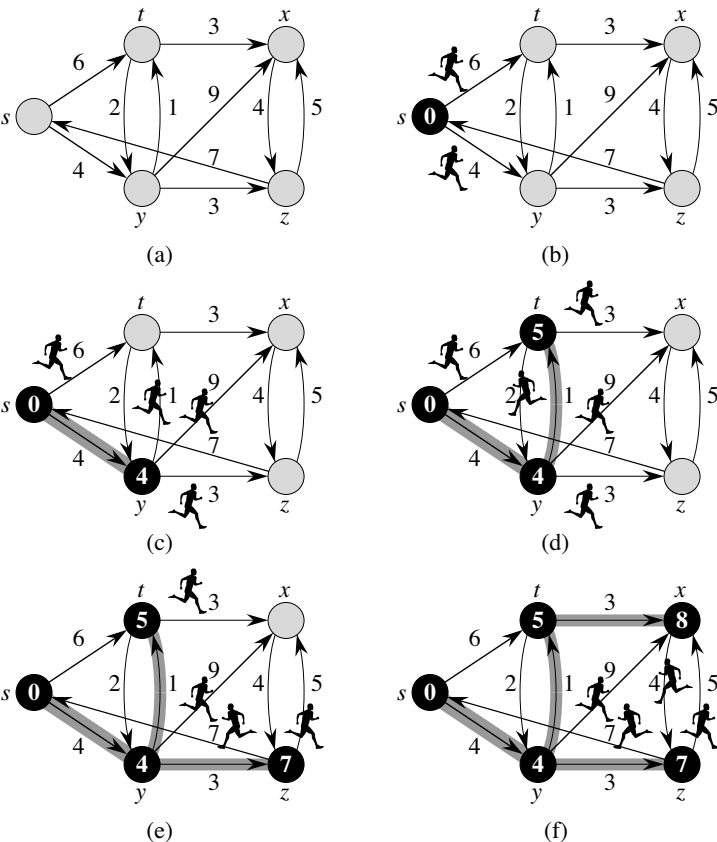 t x t x
3 3
6 9 6 9
s 2 1 4 5 s 0 2 1 4 5
4 7 4 7
3 3
y z y z
(a) (b)
t x t x
3 5 3
6 9 6 9
s 0 2 1 4 5 s 0 2 1 4 5
4 7 4 7
4 3 4 3
y z y z
(c) (d)
t x t x
5 3 5 3 8
6 9 6 9
s 0 2 1 4 5 s 0 2 1 4 5
4 7 4 7
4 3 7 4 3 7
y z y z
(e) (f)